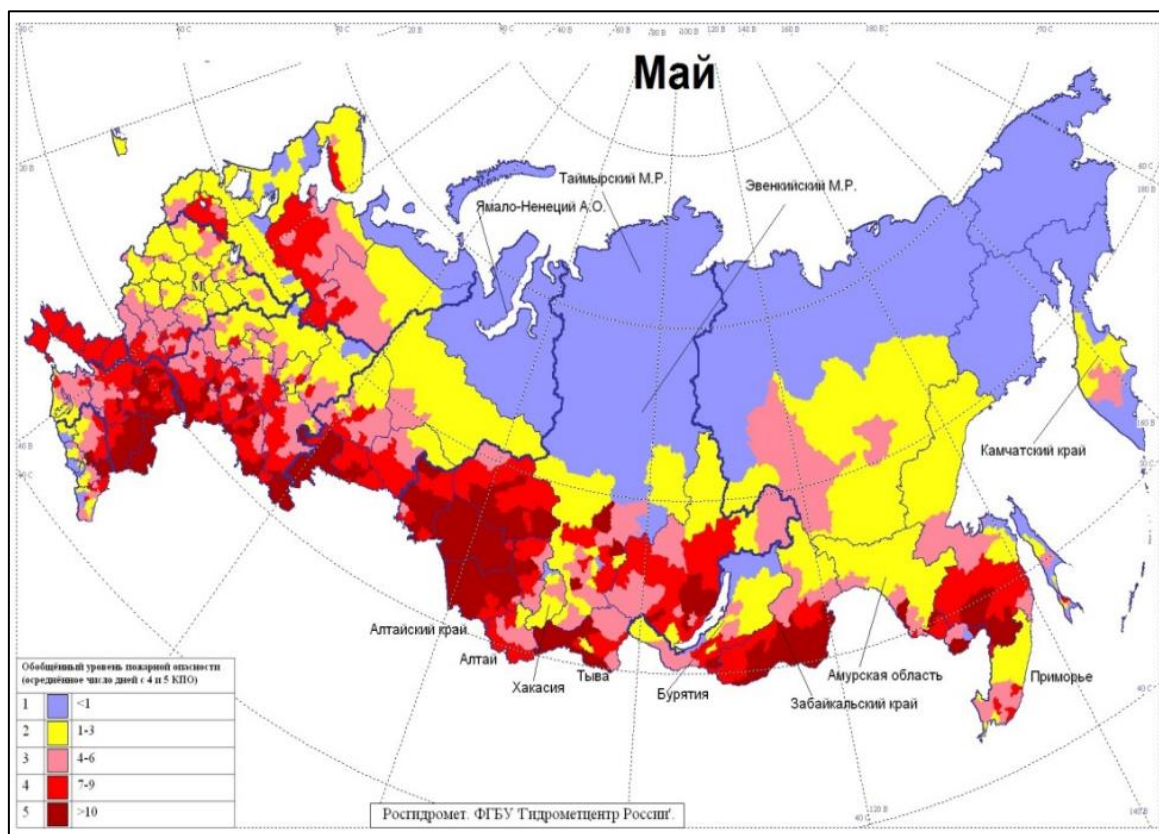 Май
Таймырский М.Р.
Эвенкийский М.Р.
Ямало-Ненеций А.О.
Камчатский край
Алтайский край
Алтай
Хакасия
Тыва
Бурятия
Забайкальский край
Амурская область
Приморье
Обобщённый уровень пожарной опасности
(осреднённое число дней с 4 и 5 КПО)
1 <1
2 1-3
3 4-6
4 7-9
5 >10
Росгидромет. ФГБУ 'Гидрометцентр России'.